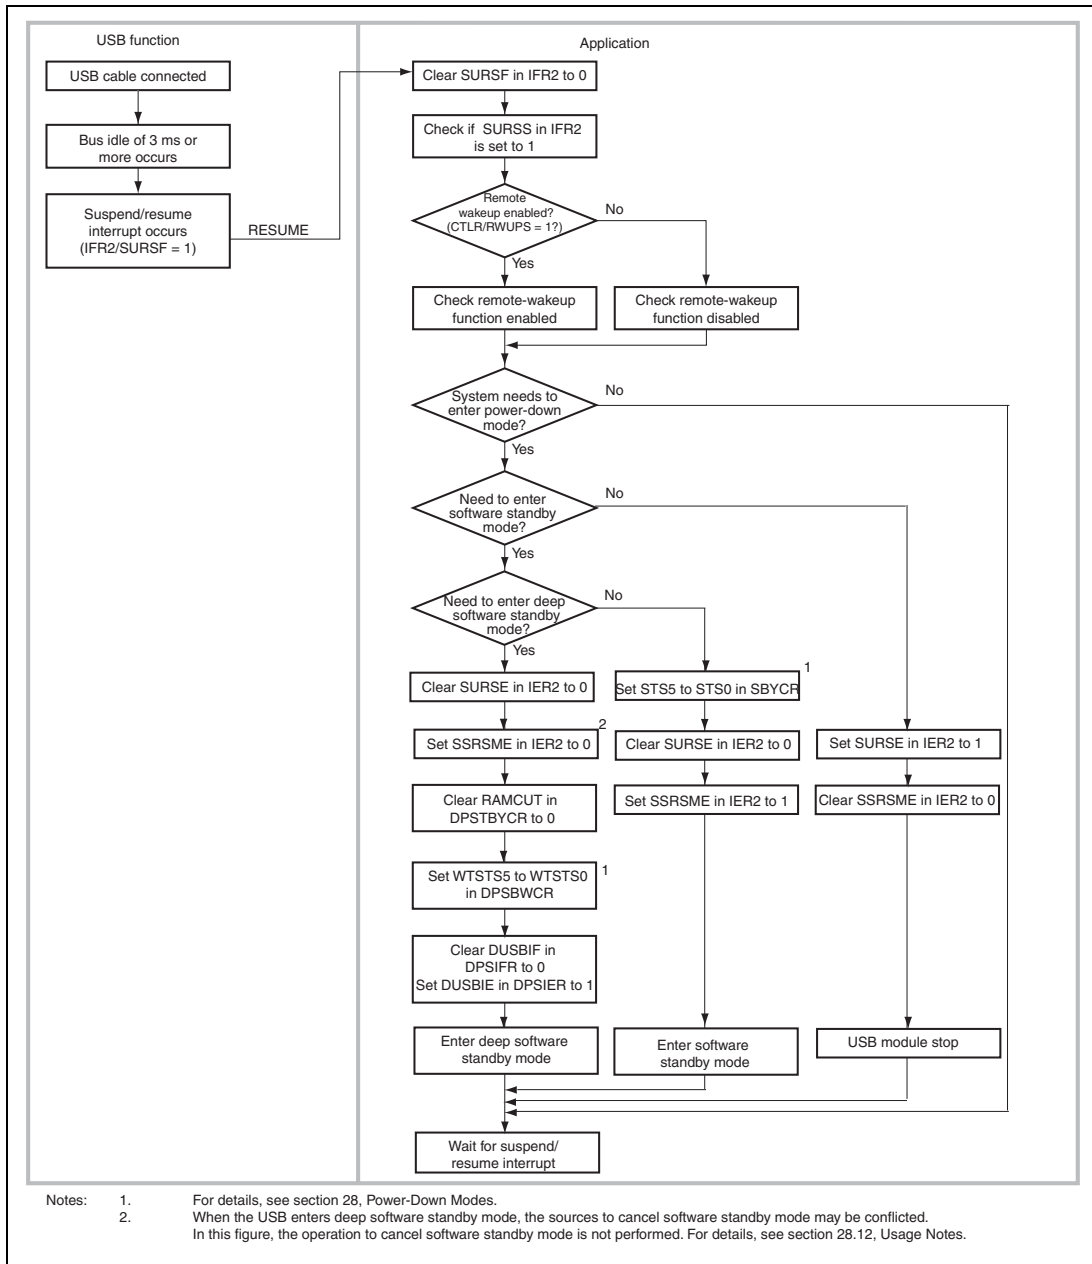 USB function
USB cable connected
Bus idle of 3 ms or
more occurs
Suspend/resume
interrupt occurs
(IFR2/SURSF = 1)
RESUME
Application
Clear SURSF in IFR2 to 0
Check if SURSS in IFR2
is set to 1
Remote
wakeup enabled?
(CTLR/RWUPS = 1?)
No
Yes
Check remote-wakeup
function enabled
Check remote-wakeup
function disabled
System needs to
enter power-down
mode?
No
Yes
Need to enter
software standby
mode?
No
Yes
Need to enter deep
software standby
mode?
No
Yes
Clear SURSE in IER2 to 0
Set SSRSME in IER2 to 0
2
Clear RAMCUT in
DPSTBYCR to 0
Set WTSTS5 to WTSTS0
in DPSBWCR
1
Clear DUSBIF in
DPSIFR to 0
Set DUSBIE in DPSIER to 1
Enter deep software
standby mode
Set STS5 to STS0 in SBYCR
1
Clear SURSE in IER2 to 0
Set SSRSME in IER2 to 1
Enter software
standby mode
Set SURSE in IER2 to 1
Clear SSRSME in IER2 to 0
USB module stop
Wait for suspend/
resume interrupt
Notes: 1. For details, see section 28, Power-Down Modes.
2. When the USB enters deep software standby mode, the sources to cancel software standby mode may be conflicted.
In this figure, the operation to cancel software standby mode is not performed. For details, see section 28.12, Usage Notes.